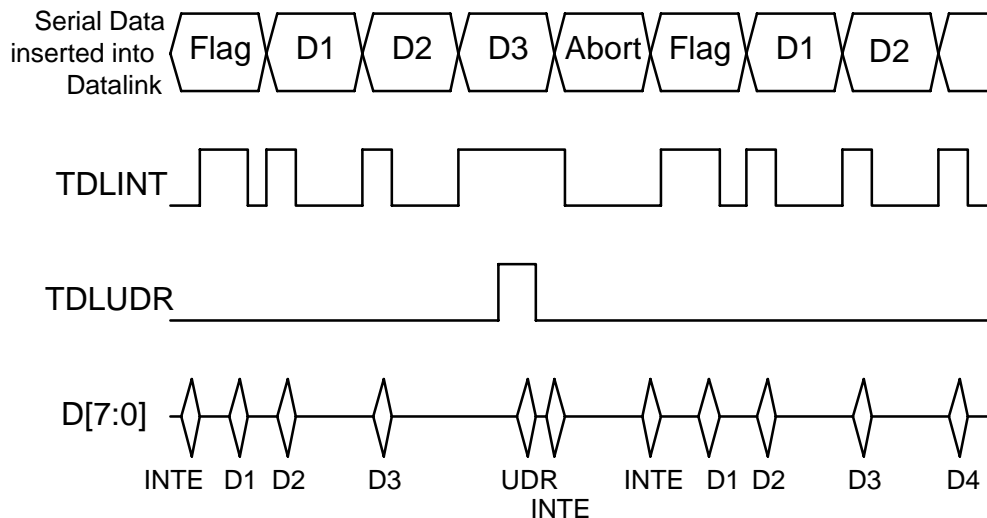 Serial Data
inserted into
Datalink
Flag D1 D2 D3 Abort Flag D1 D2
TDLINT
TDLUDR
D[7:0]
INTE D1 D2 D3 UDR INTE D1 D2 D3 D4
INTE